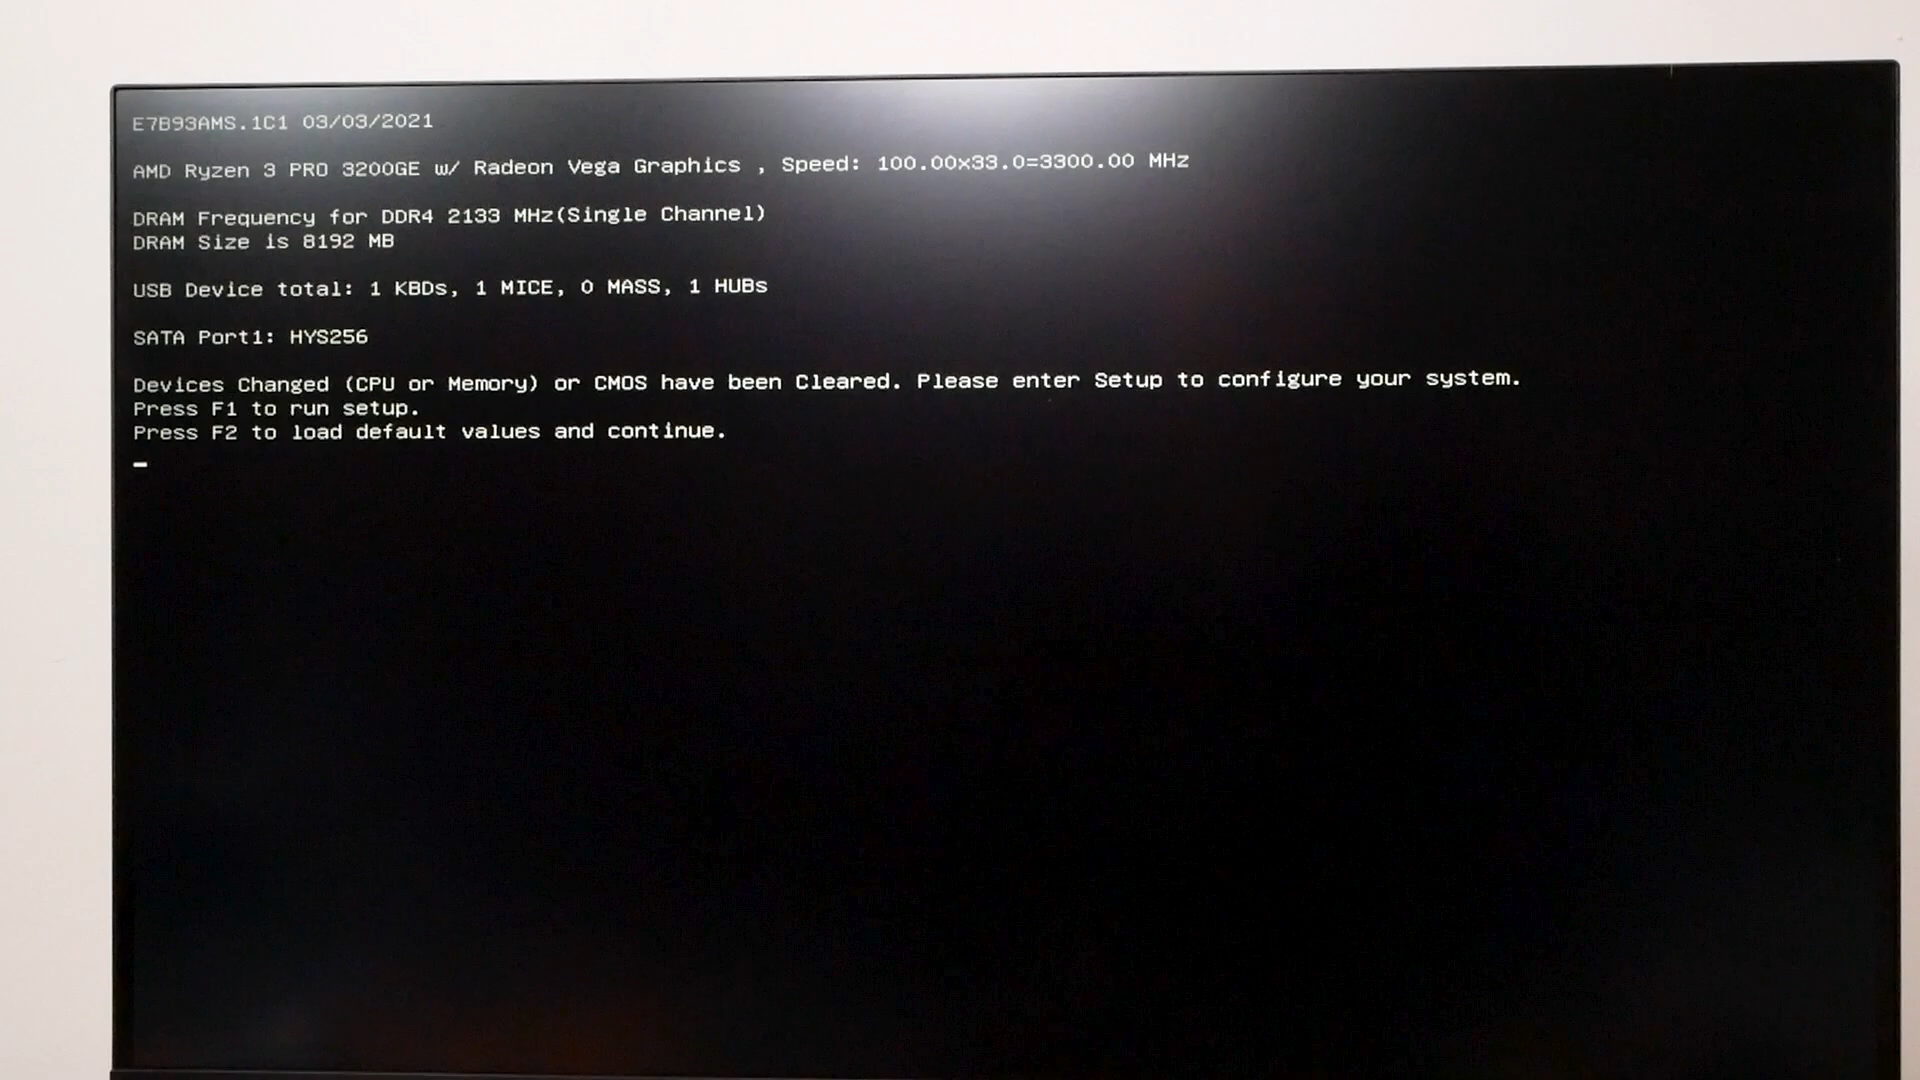 E7B93AMS.1C1 03/03/2021
AMD Ryzen 3 PRO 3200GE w/ Radeon Vega Graphics , Speed: 100.00x33.0=3300.00 MHz
DRAM Frequency for DDR4 2133 MHz(Single Channel)
DRAM Size is 8192 MB
USB Device total: 1 KBDs, 1 MICE, 0 MASS, 1 HUBs
SATA Port1: HYS256
Devices Changed (CPU or Memory) or CMOS have been Cleared. Please enter Setup to configure your system.
Press F1 to run setup.
Press F2 to load default values and continue.